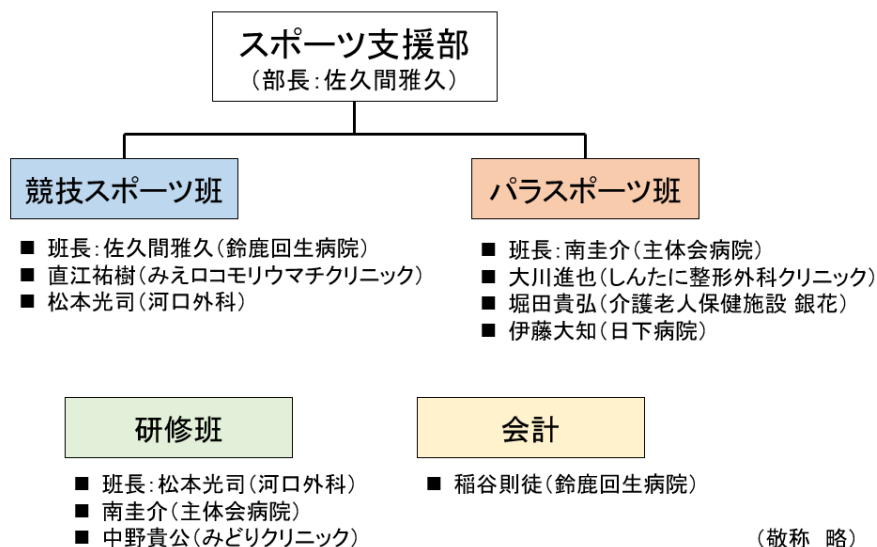 スポーツ支援部
(部長:佐久間雅久)
競技スポーツ班
■ 班長:佐久間雅久(鈴鹿回生病院)
■ 直江祐樹(みえロコモリウマチクリニック)
■ 松本光司(河口外科)
パラスポーツ班
■ 班長:南圭介(主体会病院)
■ 大川進也(しんたに整形外科クリニック)
■ 堀田貴弘(介護老人保健施設 銀花)
■ 伊藤大知(日下病院)
研修班
■ 班長:松本光司(河口外科)
■ 南圭介(主体会病院)
■ 中野貴公(みどりクリニック)
会計
■ 稲谷則徒(鈴鹿回生病院)
(敬称 略)